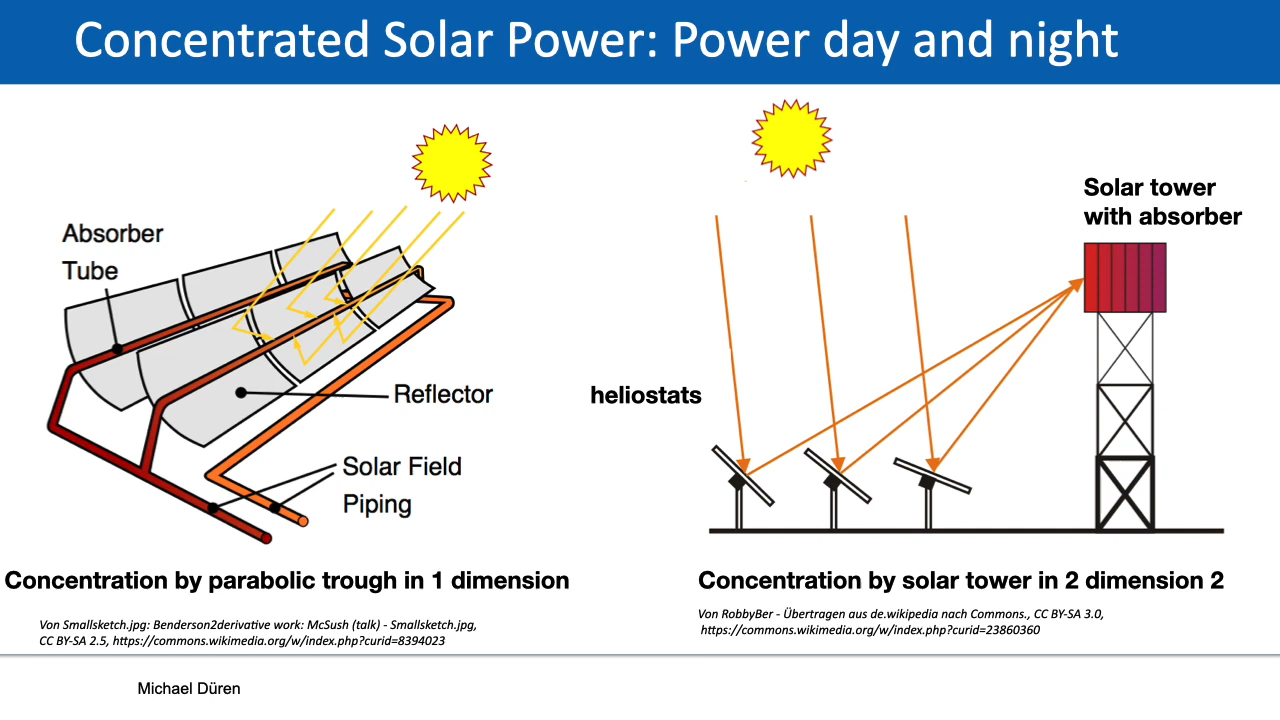 Concentrated Solar Power: Power day and night
Absorber
Tube
Reflector
Solar Field
Piping
Concentration by parabolic trough in 1 dimension
Von Smallsketch.jpg: Benderson2derivative work: McSush (talk) - Smallsketch.jpg,
CC BY-SA 2.5, https://commons.wikimedia.org/w/index.php?curid=8394023
Solar tower
with absorber
heliostats
Concentration by solar tower in 2 dimension 2
Von RobbyBer - Übertragen aus de.wikipedia nach Commons., CC BY-SA 3.0,
https://commons.wikimedia.org/w/index.php?curid=23860360
Michael Düren